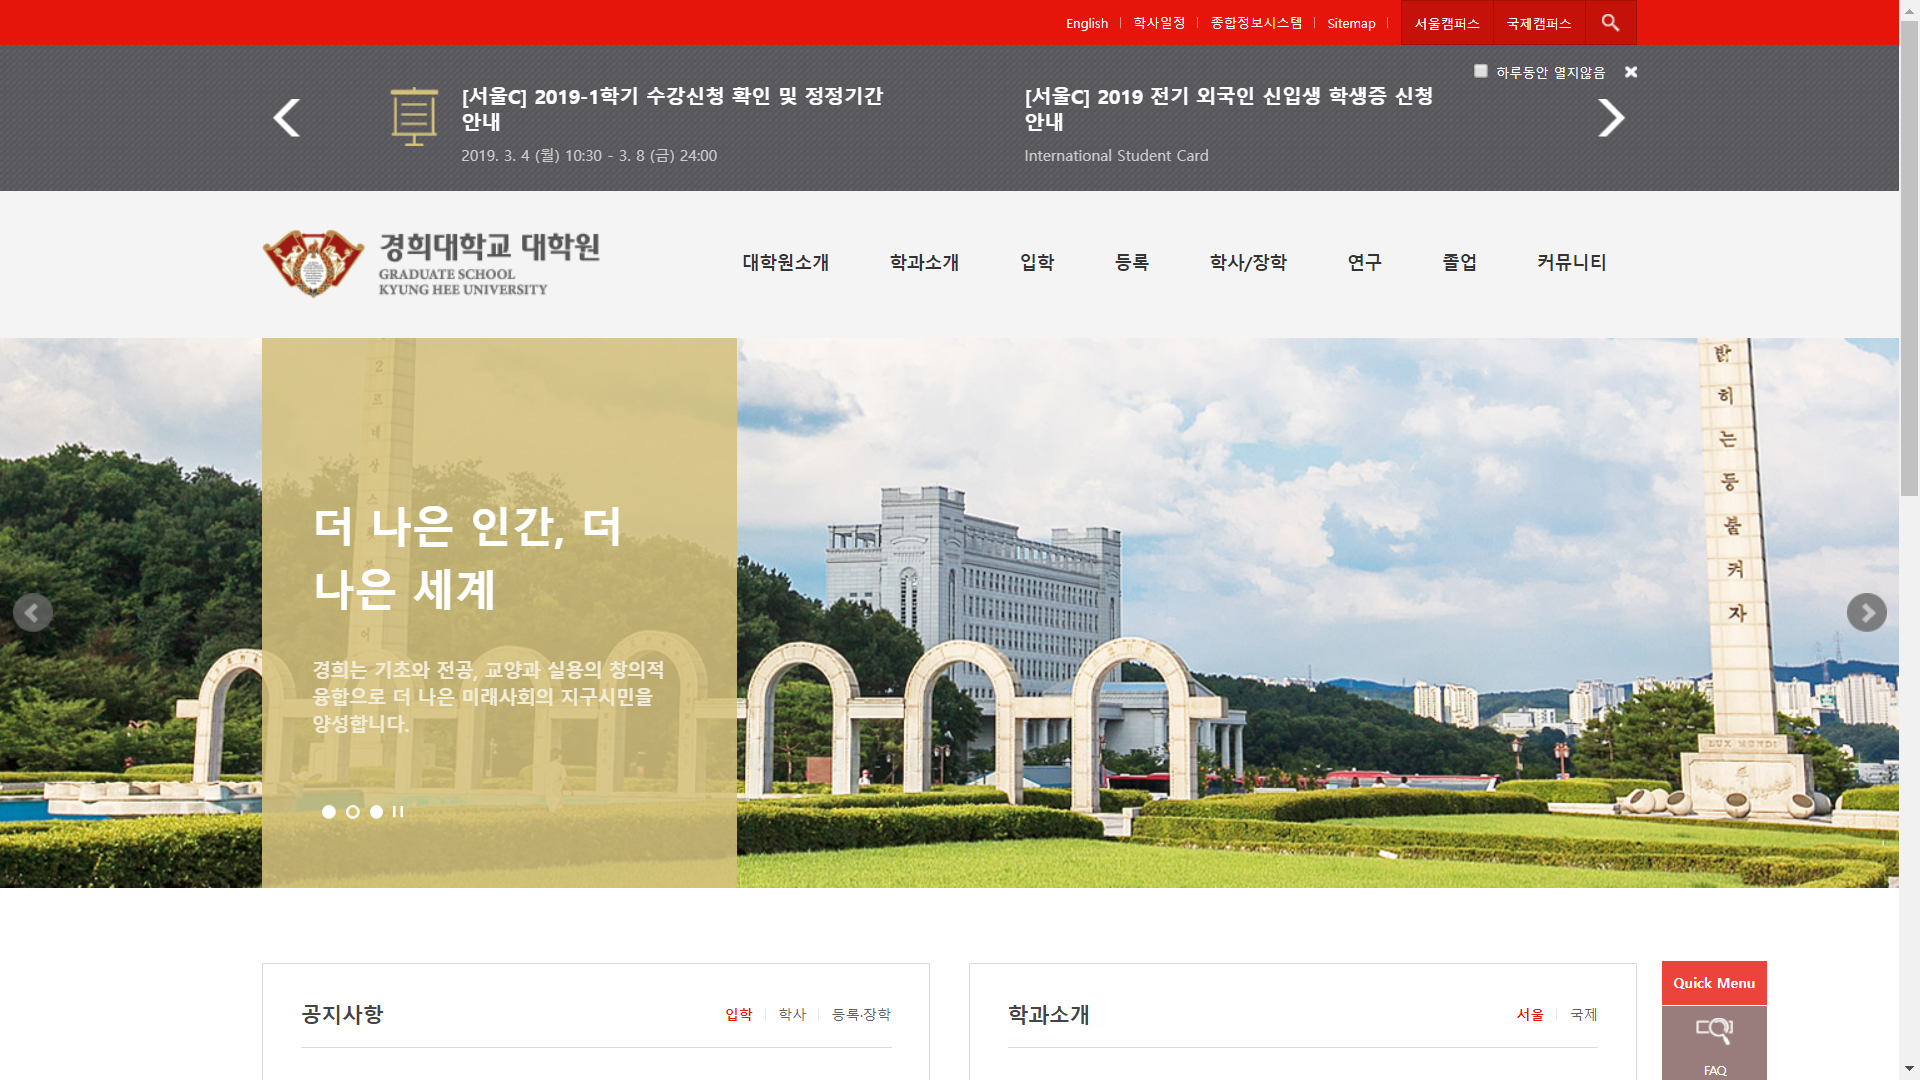 English
학사일정
종합정보시스템
Sitemap
서울캠퍼스
국제캠퍼스
하루동안 열지않음
[서울C] 2019-1학기 수강신청 확인 및 정정기간
안내
2019. 3. 4 (월) 10:30 - 3. 8 (금) 24:00
[서울C] 2019 전기 외국인 신입생 학생증 신청
안내
International Student Card
경희대학교 대학원
GRADUATE SCHOOL
KYUNG HEE UNIVERSITY
대학원소개
학과소개
입학
등록
학사/장학
연구
졸업
커뮤니티
더 나은 인간, 더
나은 세계
경희는 기초와 전공, 교양과 실용의 창의적
융합으로 더 나은 미래사회의 지구시민을
양성합니다.
밝
히
는
등
불
켜
자
LUX MUNDI
공지사항
입학
학사
등록·장학
학과소개
서울
국제
Quick Menu
FAQ